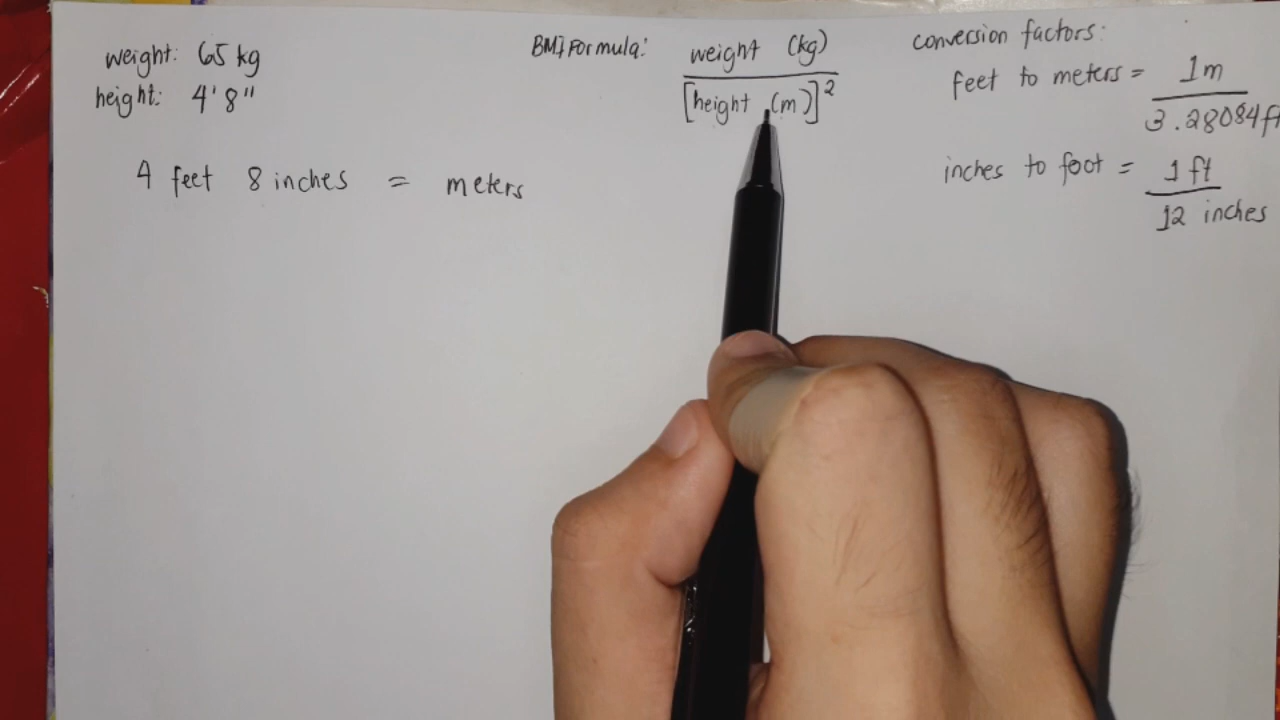 weight: 65 kg
height: 4'8"
4 feet 8 inches = meters
BMI Formula: weight (kg)
[height (m)]²
conversion factors:
feet to meters = 1m
3.28084ft
inches to foot = 1 ft
12 inches